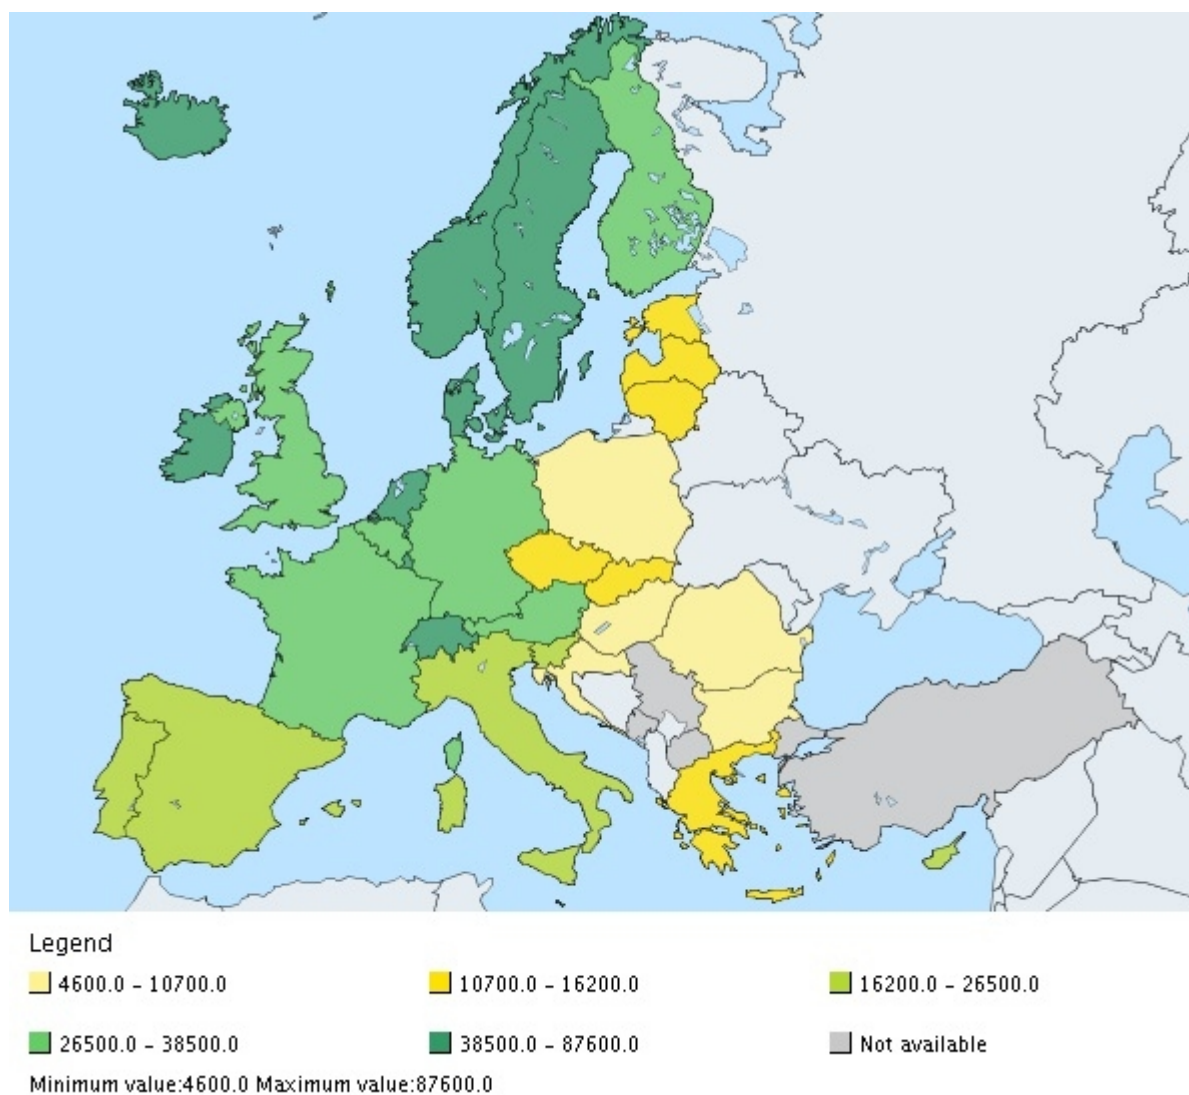 Legend
4600.0 - 10700.0
10700.0 - 16200.0
16200.0 - 26500.0
26500.0 - 38500.0
38500.0 - 87600.0
Not available
Minimum value:4600.0 Maximum value:87600.0